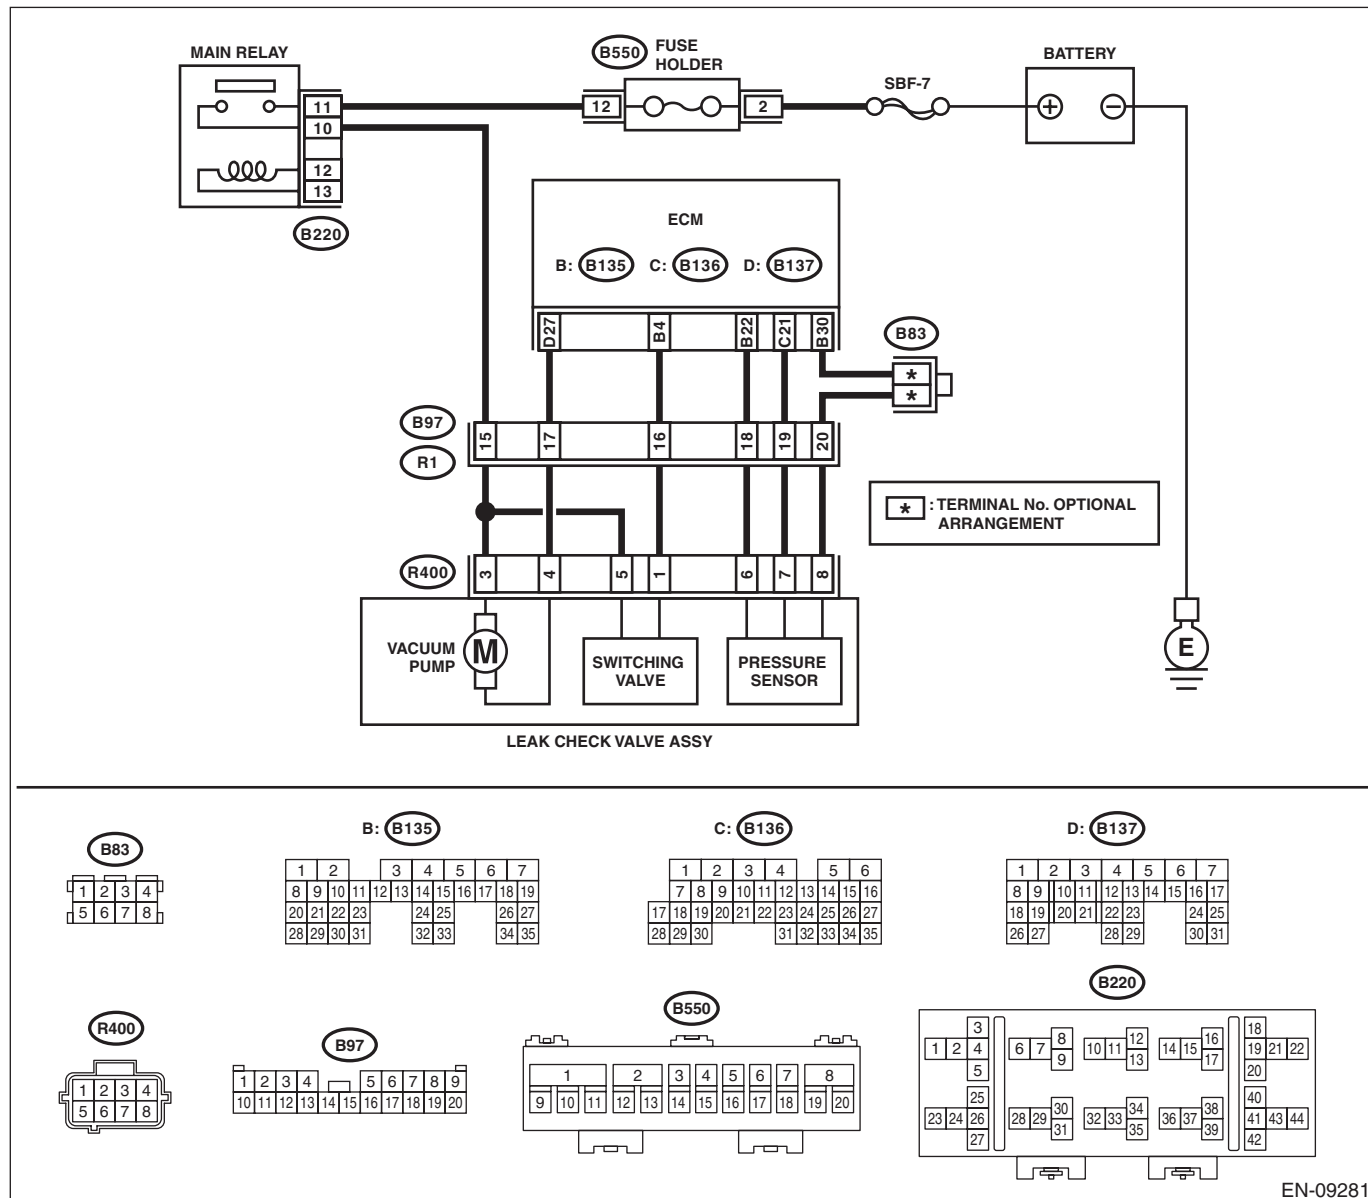 MAIN RELAY
B550 FUSE HOLDER
SBF-7
BATTERY
11
12
2
+
−
10
12
13
B220
ECM
B: B135 C: B136 D: B137
D27 B4 B22 C21 B30
B83
*
*
B97
15 17 16 18 19 20
R1
* : TERMINAL No. OPTIONAL
ARRANGEMENT
R400
3 4 5 1 6 7 8
VACUUM
PUMP
M
SWITCHING
VALVE
PRESSURE
SENSOR
E
LEAK CHECK VALVE ASSY
B83
1 2 3 4
5 6 7 8
B: B135
1 2 3 4 5 6 7
8 9 10 11 12 13 14 15 16 17 18 19
20 21 22 23 24 25 26 27
28 29 30 31 32 33 34 35
C: B136
1 2 3 4 5 6
7 8 9 10 11 12 13 14 15 16
17 18 19 20 21 22 23 24 25 26 27
28 29 30 31 32 33 34 35
D: B137
1 2 3 4 5 6 7
8 9 10 11 12 13 14 15 16 17
18 19 20 21 22 23 24 25
26 27 28 29 30 31
R400
1 2 3 4
5 6 7 8
B97
1 2 3 4 5 6 7 8 9
10 11 12 13 14 15 16 17 18 19 20
B550
1 2 3 4 5 6 7 8
9 10 11 12 13 14 15 16 17 18 19 20
B220
3 8 12 16 18
1 2 4 6 7 10 11 14 15 19 21 22
5 9 13 17 20
25 30 34 38 40
23 24 26 28 29 32 33 36 37 41 43 44
27 31 35 39 42
EN-09281